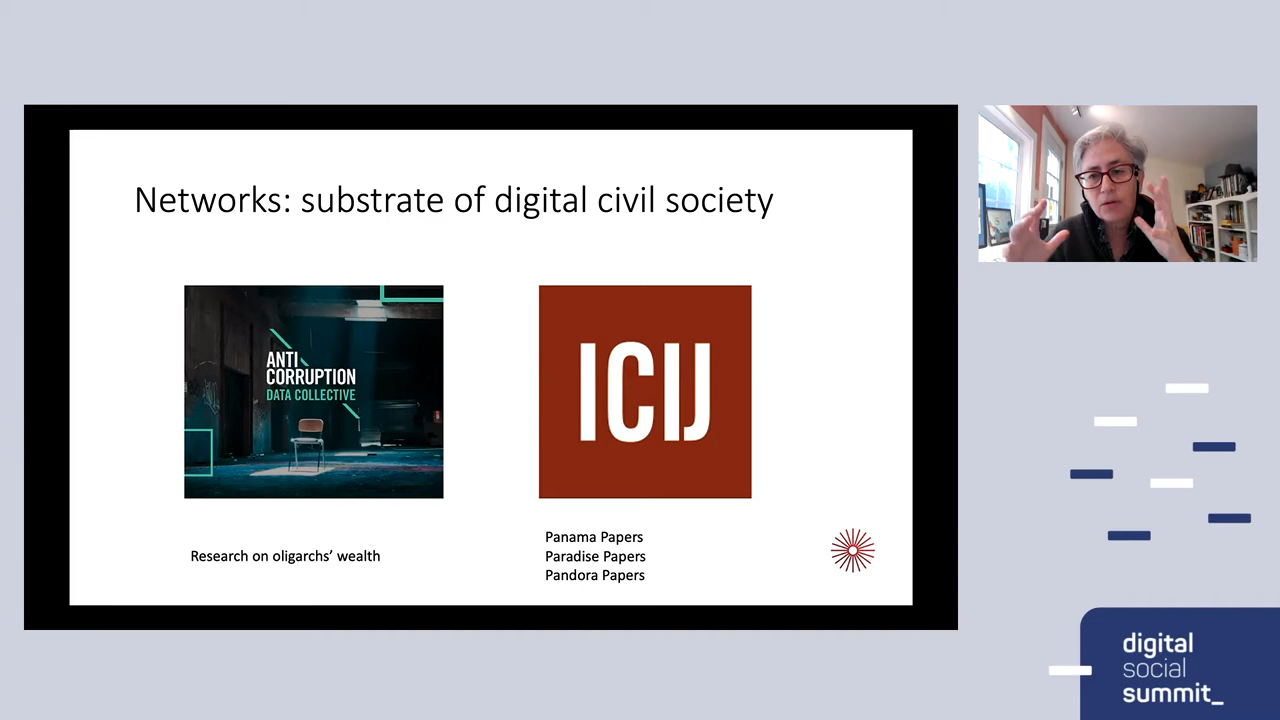 Networks: substrate of digital civil society
ANTI
CORRUPTION
DATA COLLECTIVE
ICIJ
Research on oligarchs’ wealth
Panama Papers
Paradise Papers
Pandora Papers
digital
social
summit_